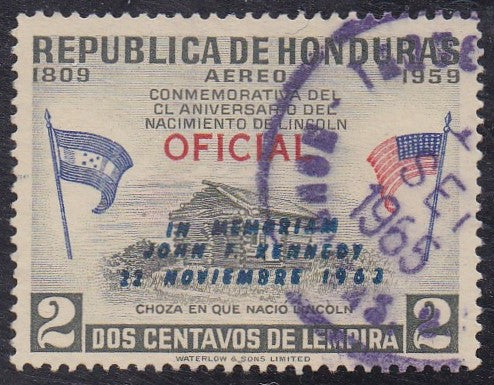 REPUBLICA DE HONDURAS
1809 AEREO 1959
CONMEMORATIVA DEL
CL ANIVERSARIO DEL
NACIMIENTO DE LINCOLN
OFICIAL
IN MEMORIAM
JOHN F. KENNEDY
22 NOVIEMBRE 1963
CHOZA EN QUE NACIO LINCOLN
2 DOS CENTAVOS DE LEMPIRA 2
WATERLOW & SONS LIMITED
1965